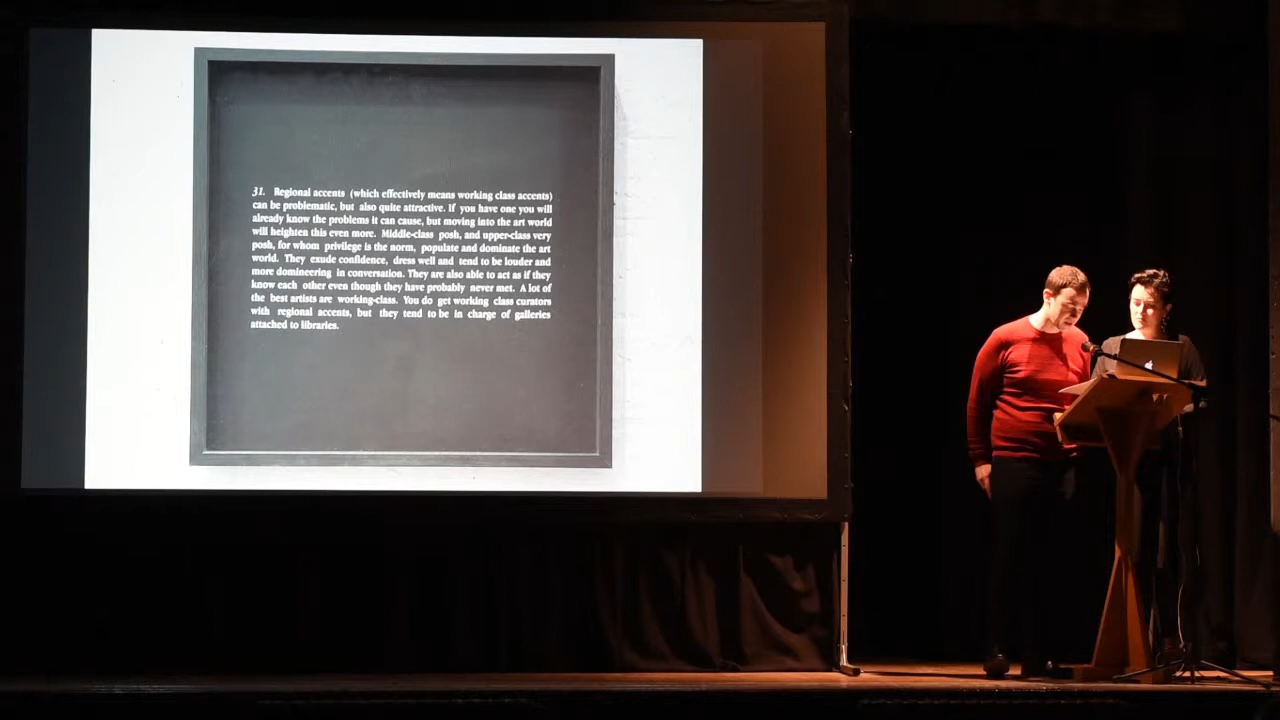 31. Regional accents (which effectively means working class accents)
can be problematic, but also quite attractive. If you have one you will
already know the problems it can cause, but moving into the art world
will heighten this even more. Middle-class posh, and upper-class very
posh, for whom privilege is the norm, populate and dominate the art
world. They exude confidence, dress well and tend to be louder and
more domineering in conversation. They are also able to act as if they
know each other even though they have probably never met. A lot of
the best artists are working-class. You do get working class curators
with regional accents, but they tend to be in charge of galleries
attached to libraries.